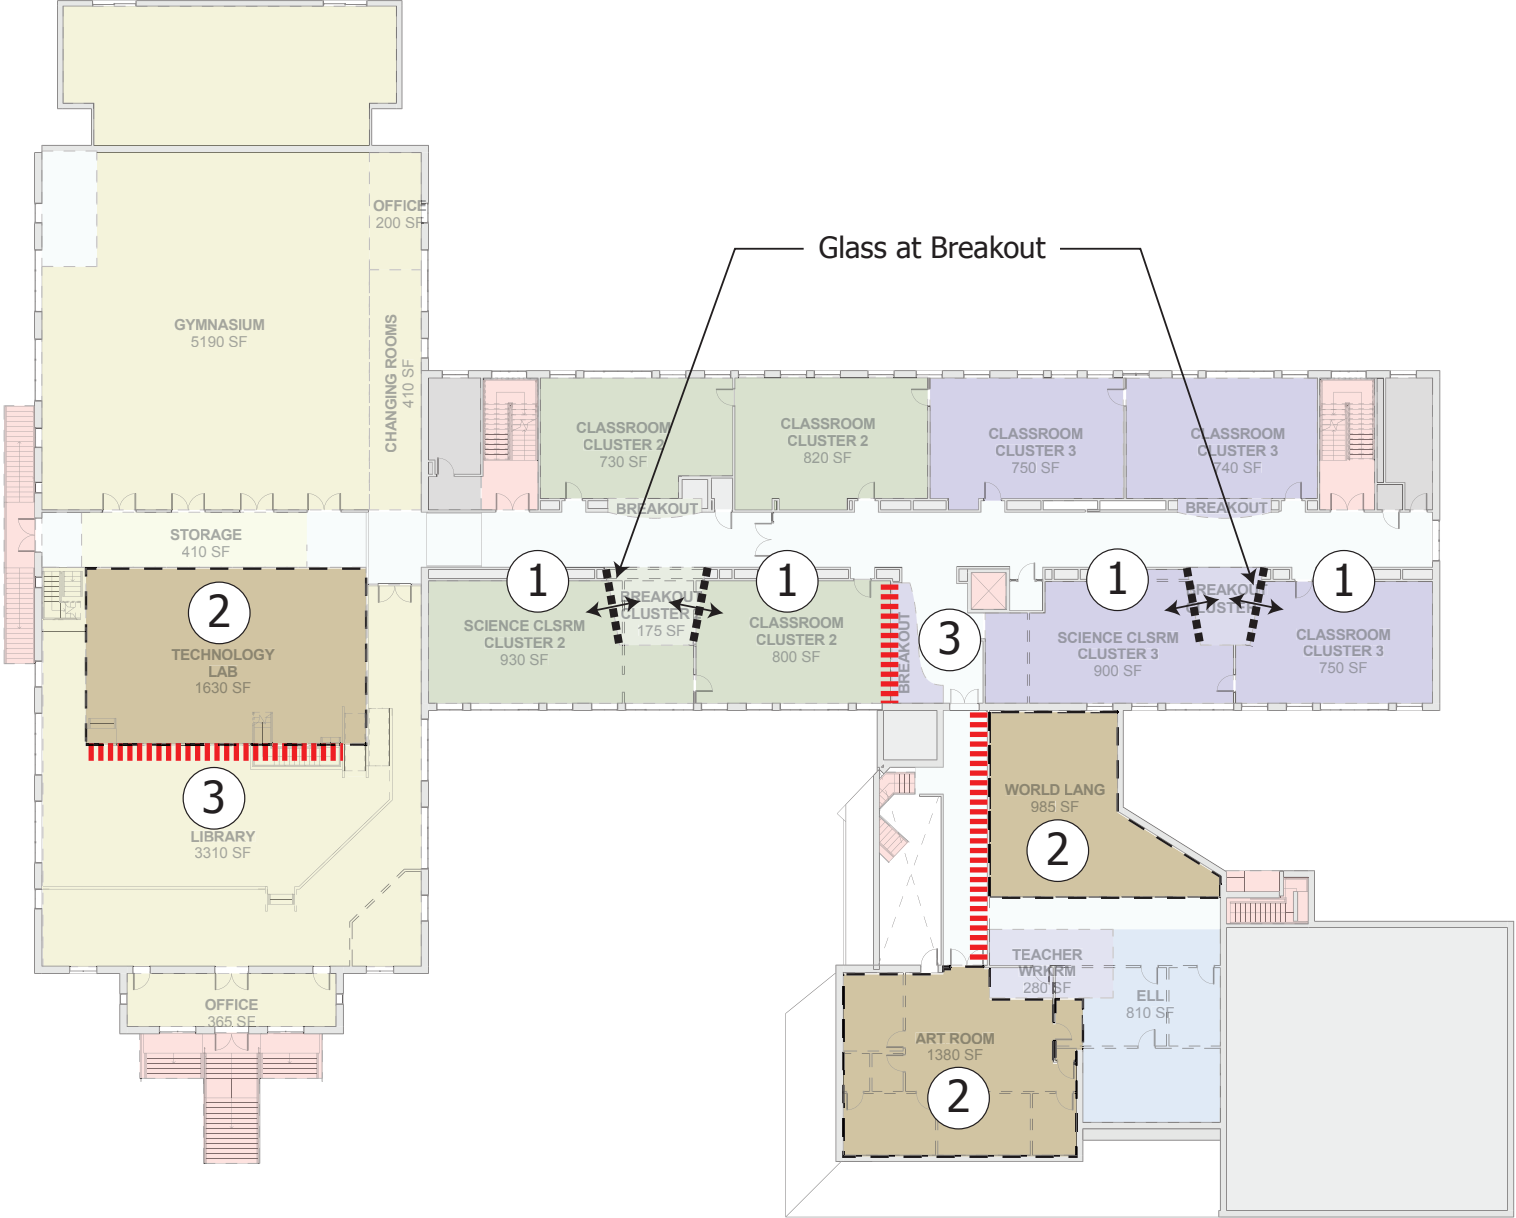 OFFICE
200 SF
Glass at Breakout
GYMNASIUM
5190 SF
CHANGING ROOMS
410 SF
CLASSROOM
CLUSTER 2
730 SF
CLASSROOM
CLUSTER 2
820 SF
CLASSROOM
CLUSTER 3
750 SF
CLASSROOM
CLUSTER 3
740 SF
BREAKOUT
BREAKOUT
STORAGE
410 SF
1
1
1
1
2
TECHNOLOGY
LAB
1630 SF
SCIENCE CLSRM
CLUSTER 2
930 SF
BREAKOUT
CLUSTER
175 SF
CLASSROOM
CLUSTER 2
800 SF
BREAKOUT
3
SCIENCE CLSRM
CLUSTER 3
900 SF
BREAKOUT
CLUSTER
CLASSROOM
CLUSTER 3
750 SF
3
LIBRARY
3310 SF
WORLD LANG
985 SF
2
TEACHER
WRKRM
280 SF
ELL
810 SF
OFFICE
365 SF
ART ROOM
1380 SF
2